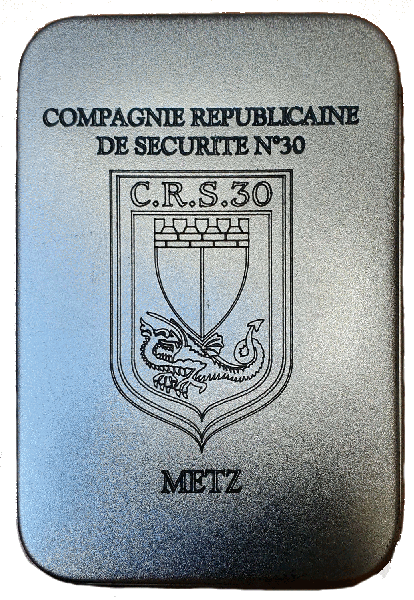 COMPAGNIE REPUBLICAINE
DE SECURITE N°30
C.R.S.30
METZ